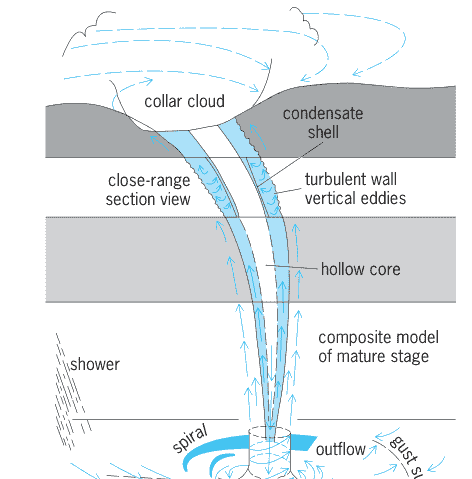 collar cloud
condensate
shell
close-range
section view
turbulent wall
vertical eddies
hollow core
composite model
of mature stage
shower
spiral
outflow
gust